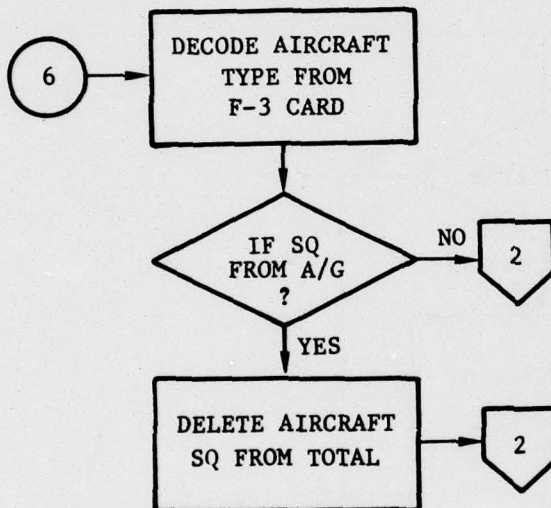 6
DECODE AIRCRAFT
TYPE FROM
F-3 CARD
IF SQ
FROM A/G
?
NO
2
YES
DELETE AIRCRAFT
SQ FROM TOTAL
2